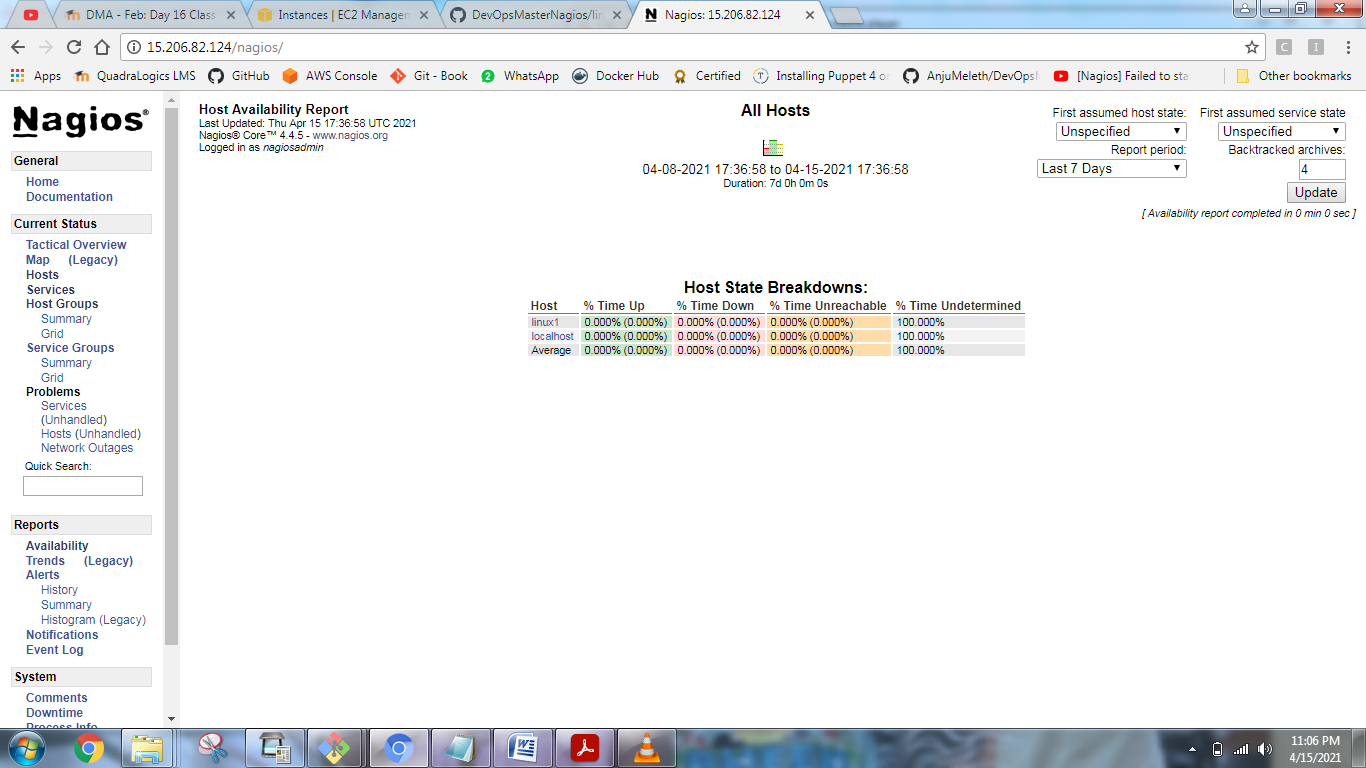 DMA - Feb: Day 16 Class
Instances | EC2 Managem
DevOpsMasterNagios/lin
Nagios: 15.206.82.124
15.206.82.124/nagios/
C
I
Apps
QuadraLogics LMS
GitHub
AWS Console
Git - Book
2
WhatsApp
Docker Hub
Certified
Installing Puppet 4 o
AnjuMeleth/DevOps
[Nagios] Failed to sta
Other bookmarks
Nagios®
General
Home
Documentation
Current Status
Tactical Overview
Map (Legacy)
Hosts
Services
Host Groups
Summary
Grid
Service Groups
Summary
Grid
Problems
Services
(Unhandled)
Hosts (Unhandled)
Network Outages
Quick Search:
Reports
Availability
Trends (Legacy)
Alerts
History
Summary
Histogram (Legacy)
Notifications
Event Log
System
Comments
Downtime
Process Info
Host Availability Report
Last Updated: Thu Apr 15 17:36:58 UTC 2021
Nagios® Core™ 4.4.5 - www.nagios.org
Logged in as nagiosadmin
All Hosts
04-08-2021 17:36:58 to 04-15-2021 17:36:58
Duration: 7d 0h 0m 0s
First assumed host state: First assumed service state
Unspecified Unspecified
Report period: Backtracked archives:
Last 7 Days 4
Update
[ Availability report completed in 0 min 0 sec ]
Host State Breakdowns:
Host % Time Up % Time Down % Time Unreachable % Time Undetermined
linux1 0.000% (0.000%) 0.000% (0.000%) 0.000% (0.000%) 100.000%
localhost 0.000% (0.000%) 0.000% (0.000%) 0.000% (0.000%) 100.000%
Average 0.000% (0.000%) 0.000% (0.000%) 0.000% (0.000%) 100.000%
11:06 PM
4/15/2021